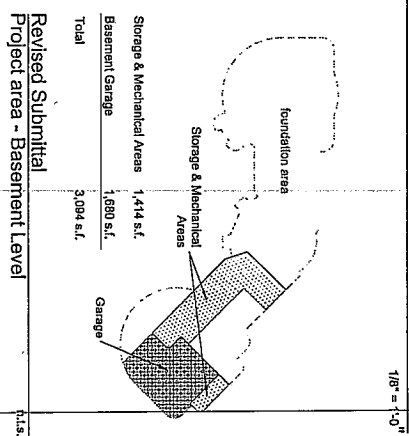 1/8" = 1'-0"
foundation area
Storage & Mechanical
Areas
Storage & Mechanical Areas 1,414 s.f.
Basement Garage 1,680 s.f.
Total 3,094 s.f.
Garage
Revised Submittal
Project area - Basement Level n.t.s.